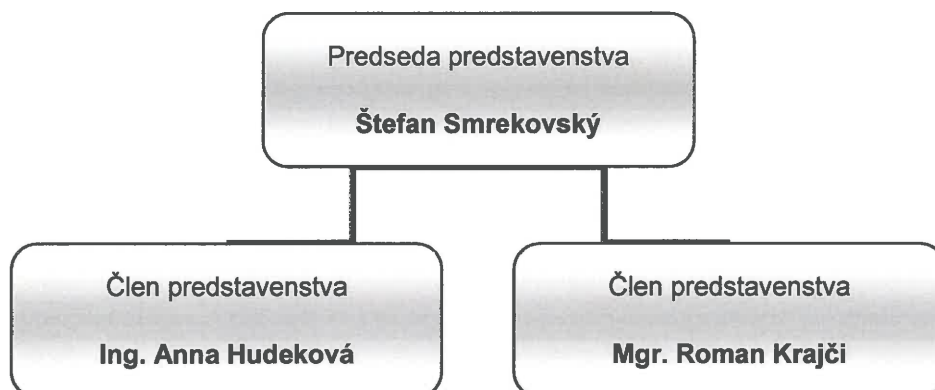 Predseda predstavenstva
Štefan Smrekovský
Člen predstavenstva
Ing. Anna Hudeková
Člen predstavenstva
Mgr. Roman Krajči